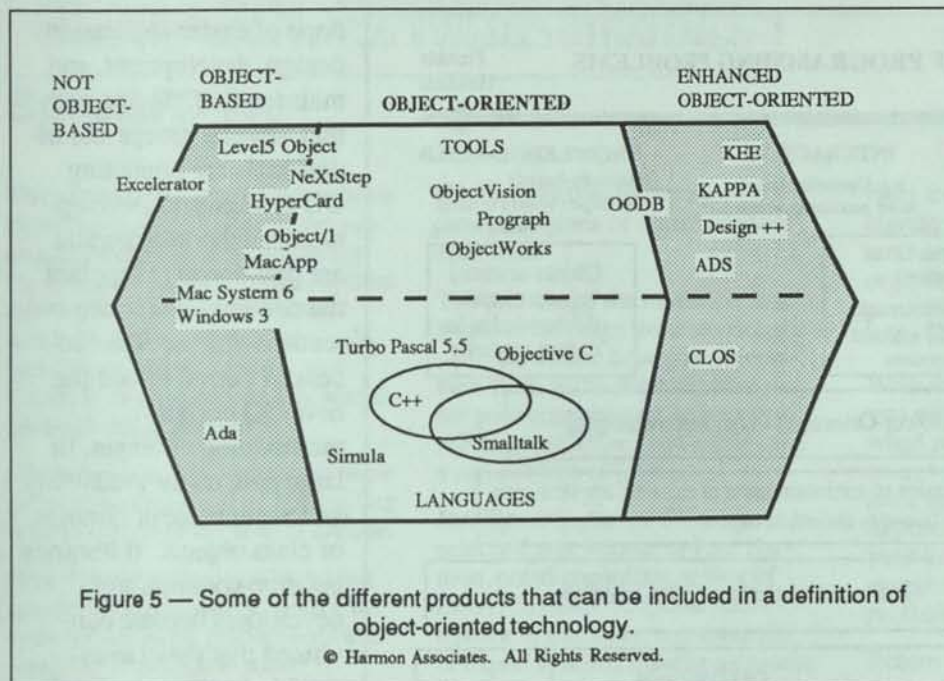 NOT
OBJECT-
BASED
OBJECT-
BASED
OBJECT-ORIENTED
ENHANCED
OBJECT-ORIENTED
Level5 Object
TOOLS
KEE
Excelerator
NeXtStep
ObjectVision
OODB
KAPPA
HyperCard
Prograph
Design ++
Object/1
ObjectWorks
MacApp
ADS
Mac System 6
Windows 3
Turbo Pascal 5.5
Objective C
CLOS
C++
Ada
Smalltalk
Simula
LANGUAGES
Figure 5 — Some of the different products that can be included in a definition of
object-oriented technology.
© Harmon Associates. All Rights Reserved.